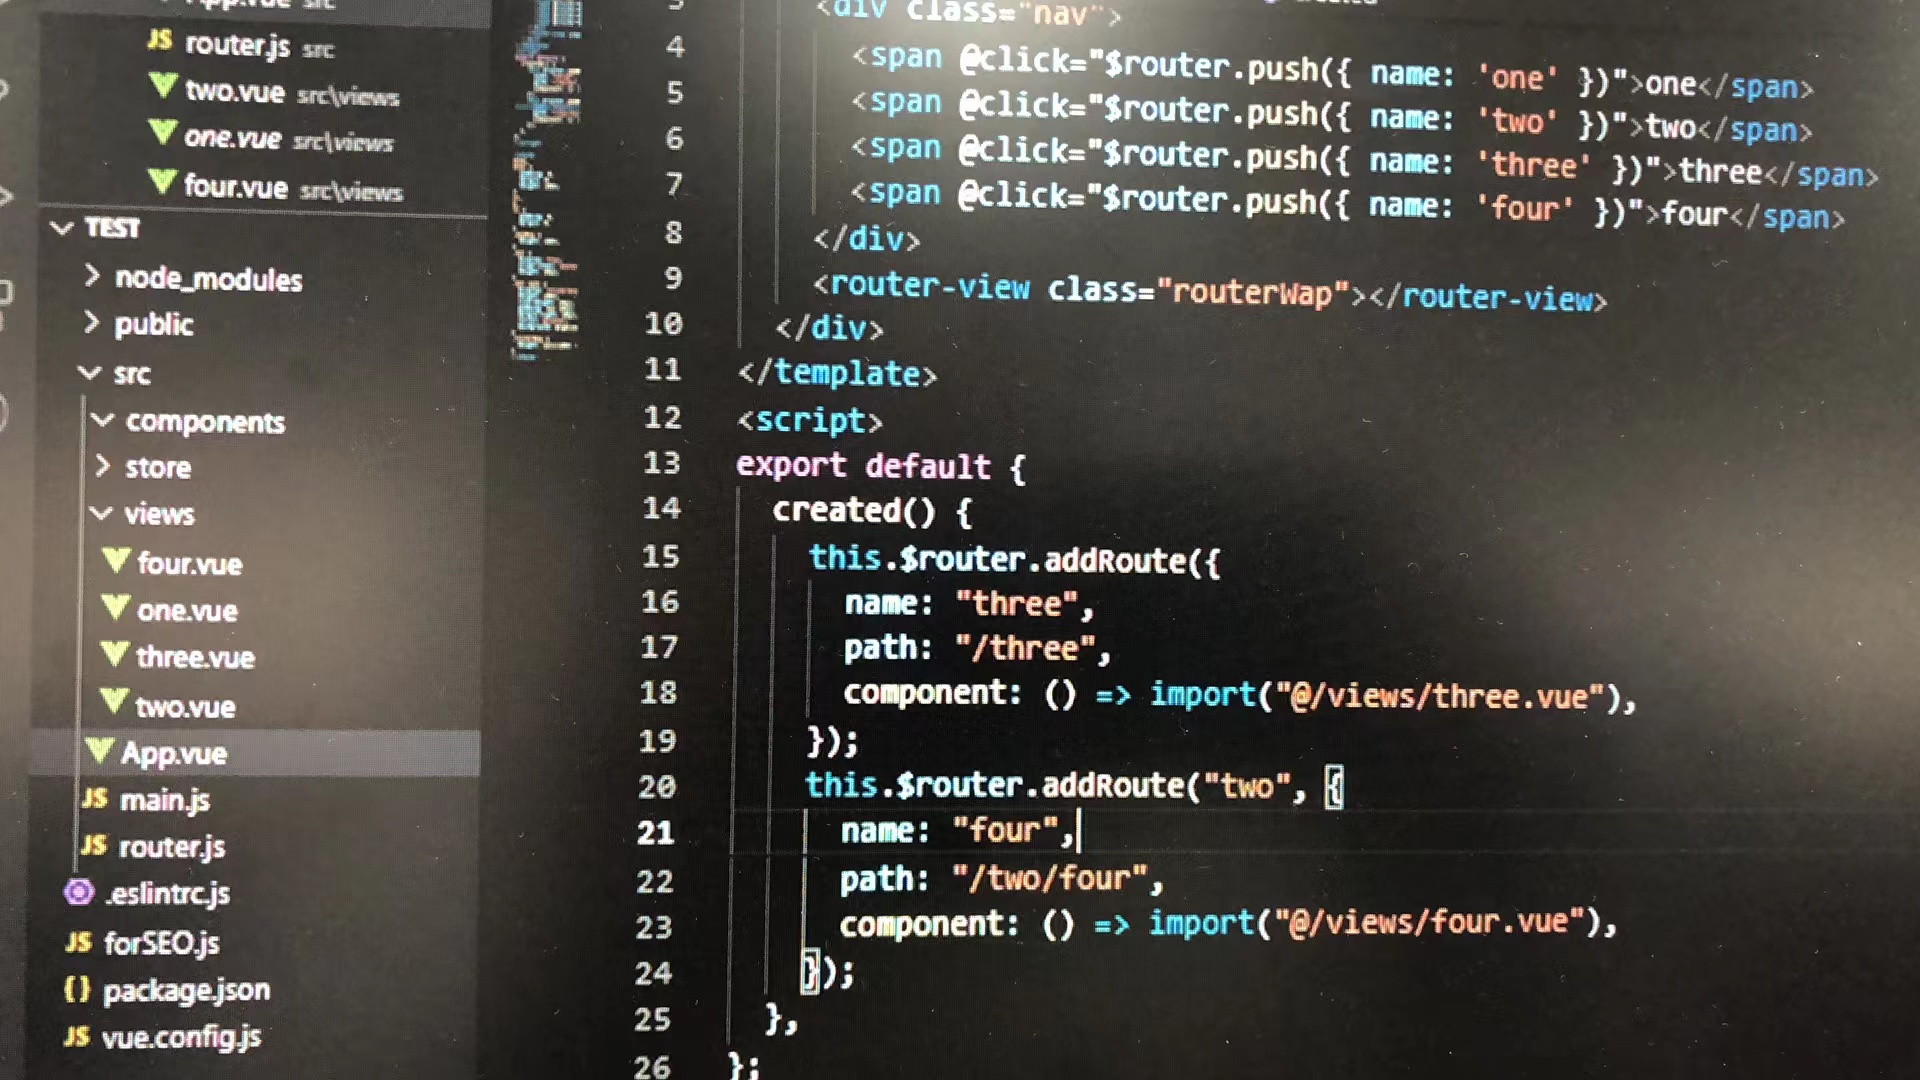 App.vue src
JS router.js src
two.vue src\views
one.vue src\views
four.vue src\views
TEST
node_modules
public
src
components
store
views
four.vue
one.vue
three.vue
two.vue
App.vue
JS main.js
JS router.js
.eslintrc.js
JS forSEO.js
{} package.json
JS vue.config.js
3 <div class="nav">
4 <span @click="$router.push({ name: 'one' })">one</span>
5 <span @click="$router.push({ name: 'two' })">two</span>
6 <span @click="$router.push({ name: 'three' })">three</span>
7 <span @click="$router.push({ name: 'four' })">four</span>
8 </div>
9 <router-view class="routerWap"></router-view>
10 </div>
11 </template>
12 <script>
13 export default {
14 created() {
15 this.$router.addRoute({
16 name: "three",
17 path: "/three",
18 component: () => import("@/views/three.vue"),
19 });
20 this.$router.addRoute("two", {
21 name: "four",
22 path: "/two/four",
23 component: () => import("@/views/four.vue"),
24 });
25 },
26 };